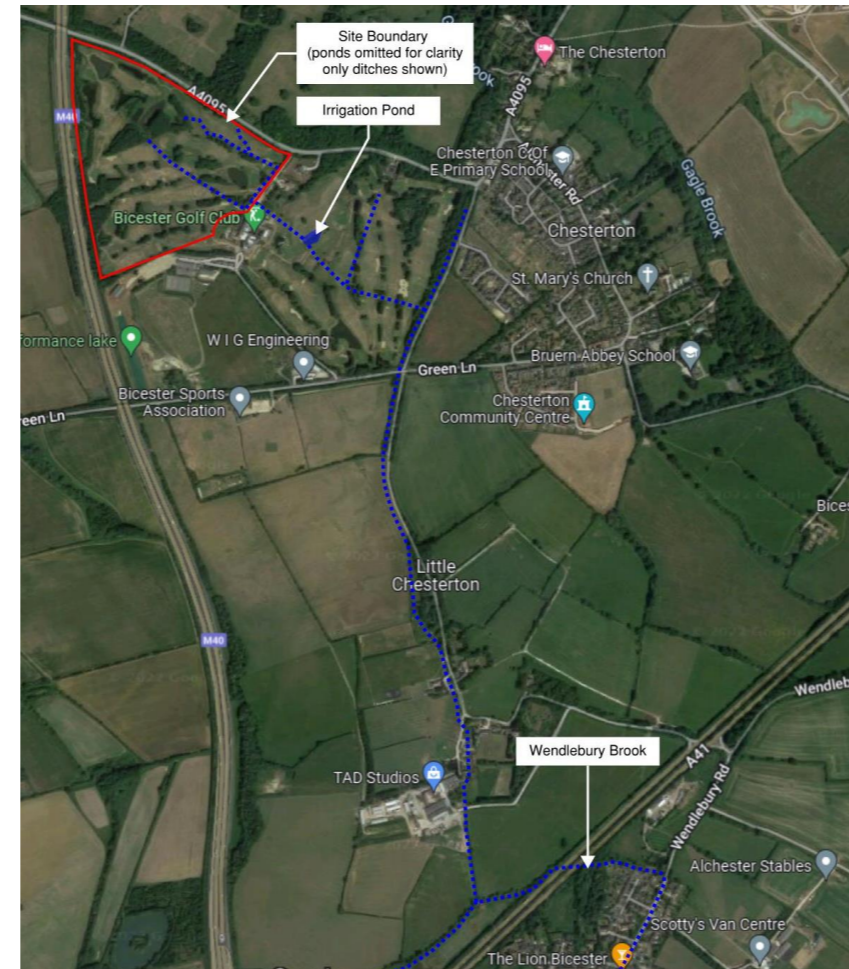 Site Boundary
(ponds omitted for clarity
only ditches shown)
Irrigation Pond
The Chesterton
A4095
A4095
M40
Chesterton C Of
E Primary School
Gagle Brook
Chesterton
Bicester Golf Club
St. Mary's Church
formance lake
W I G Engineering
Green Ln
Bruern Abbey School
Bicester Sports
Association
Chesterton
Community Centre
een Ln
Bices
Little
Chesterton
M40
Wendleb
Wendlebury Brook
A41
TAD Studios
Wendlebury Rd
Alchester Stables
Scotty's Van Centre
The Lion Bicester